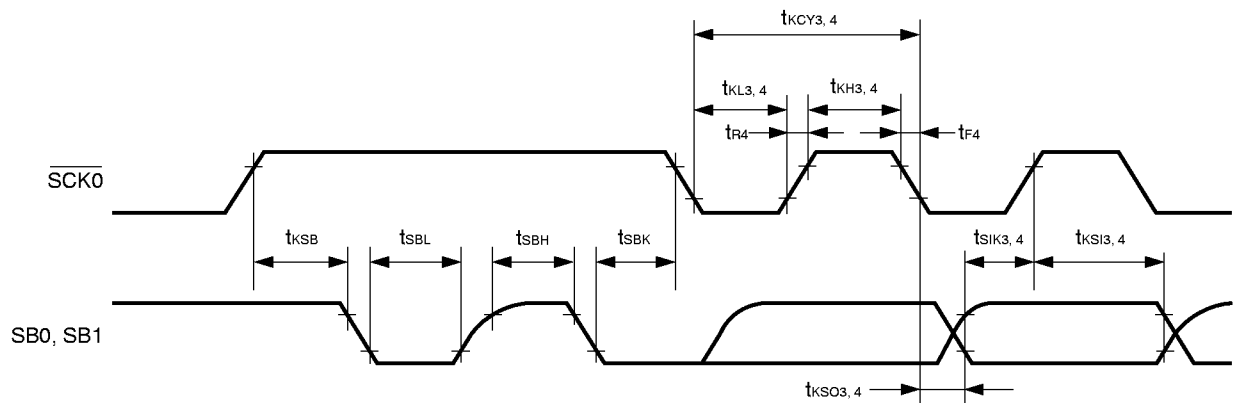 tKCY3, 4
tKL3, 4
tKH3, 4
tR4
tF4
SCK0
tKSB
tSBL
tSBH
tSBK
tSIK3, 4
tKSI3, 4
SB0, SB1
tKSO3, 4